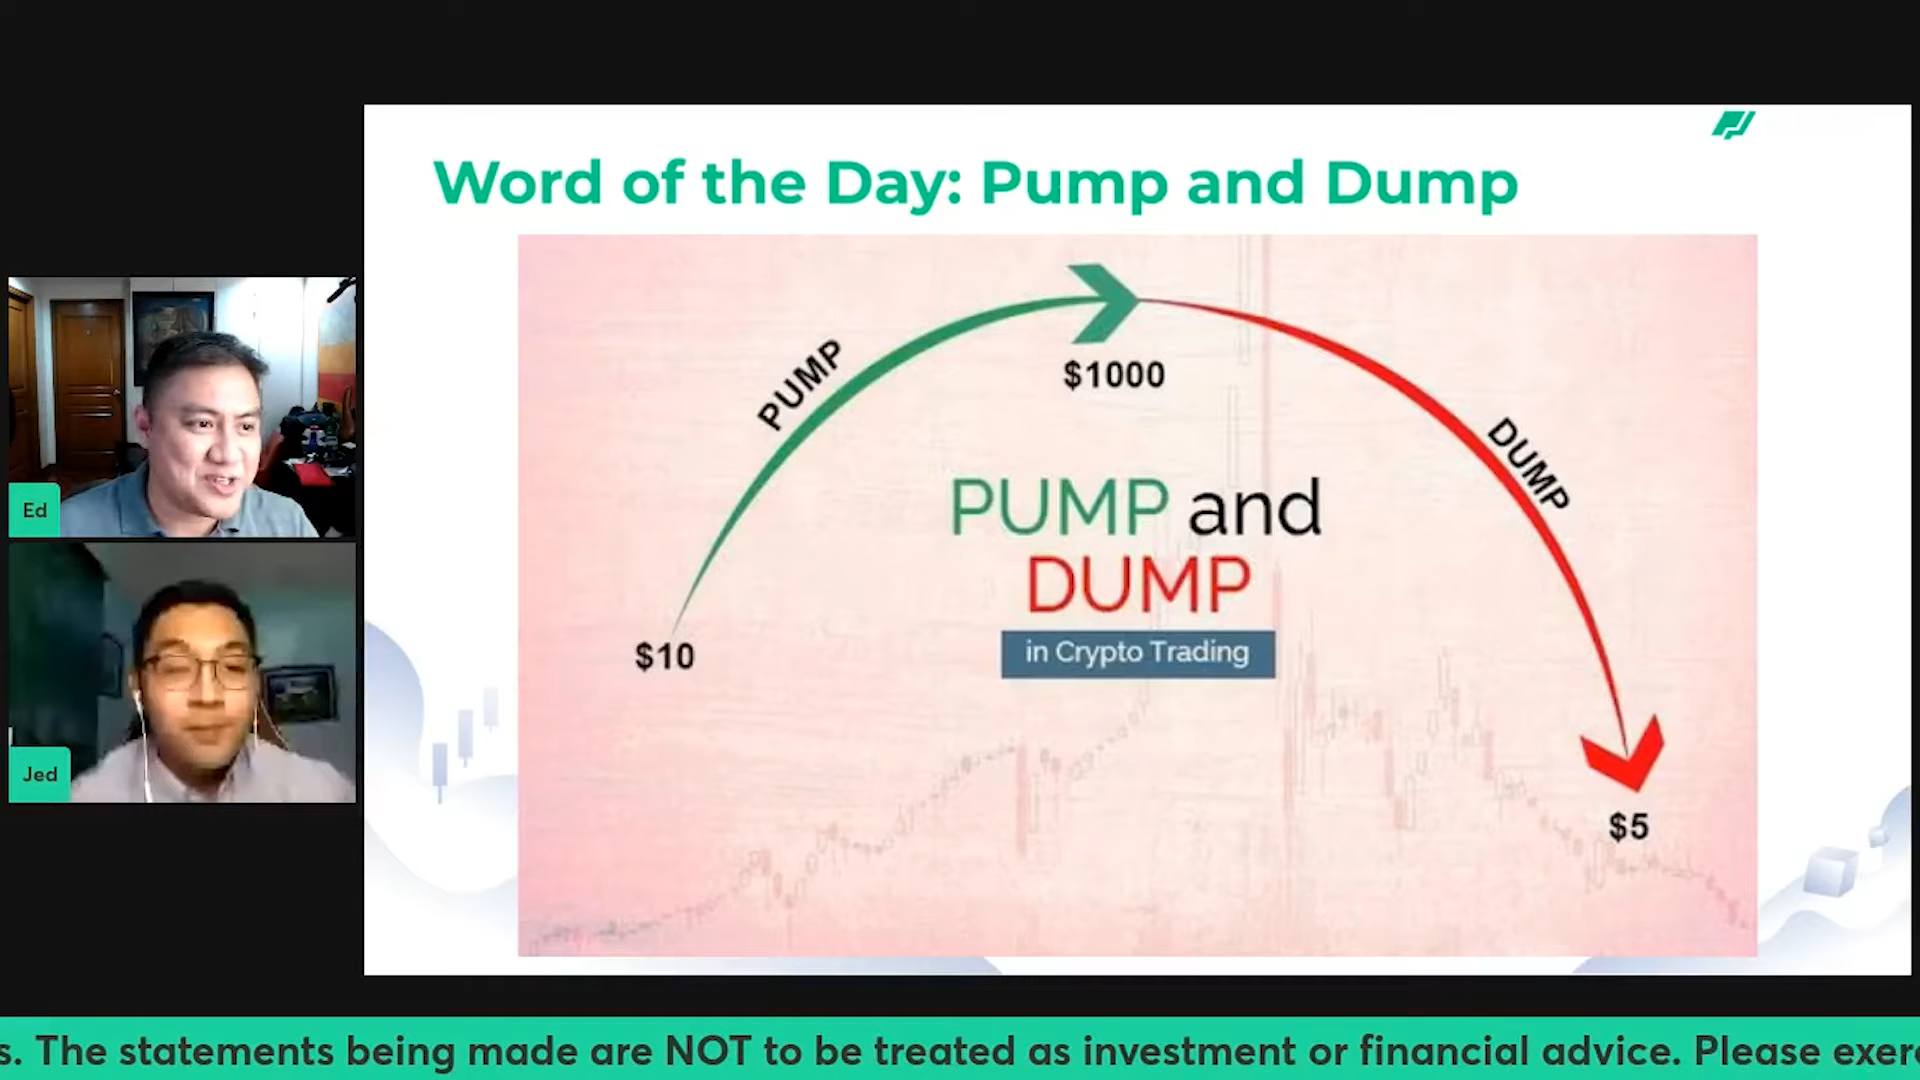 Word of the Day: Pump and Dump
PUMP
$1000
DUMP
PUMP and
DUMP
in Crypto Trading
$10
$5
Ed
Jed
s. The statements being made are NOT to be treated as investment or financial advice. Please exer